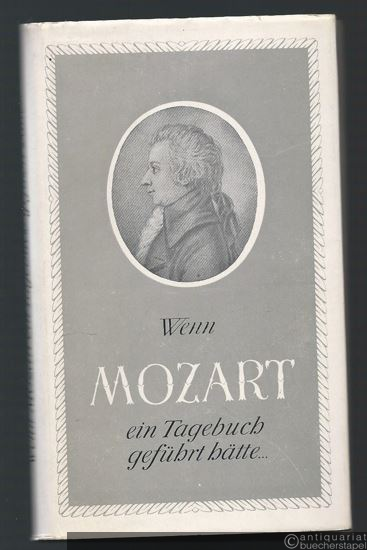 Wenn
MOZART
ein Tagebuch
geführt hätte...
antiquariat
buecherstapel